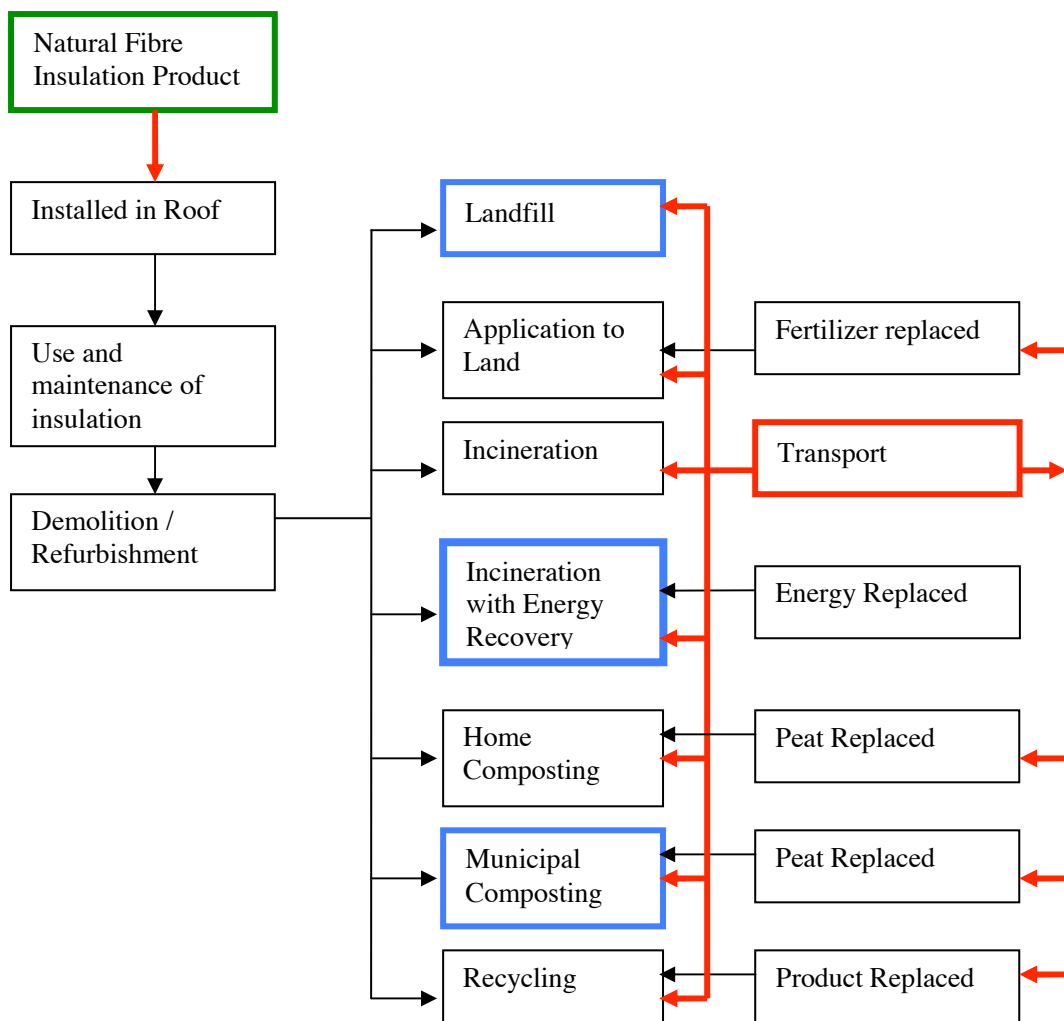 Natural Fibre
Insulation Product
Installed in Roof
Use and
maintenance of
insulation
Demolition /
Refurbishment
Landfill
Application to
Land
Incineration
Incineration
with Energy
Recovery
Home
Composting
Municipal
Composting
Recycling
Fertilizer replaced
Transport
Energy Replaced
Peat Replaced
Peat Replaced
Product Replaced